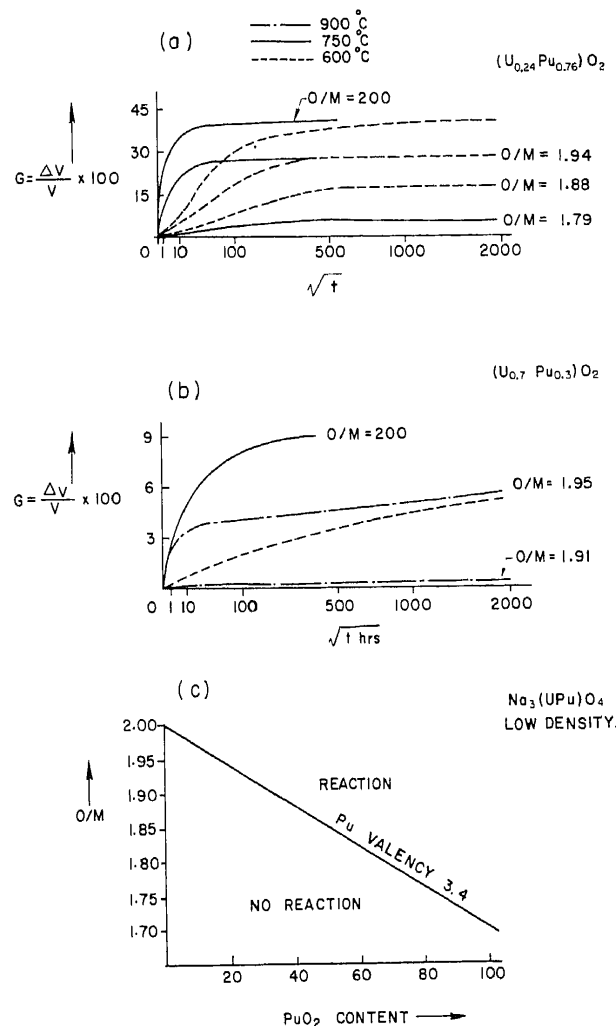 (a)
900°C
750°C
600°C
(U0.24 Pu0.76) O2
O/M = 200
45
30
15
G = ΔV/V x 100
O/M = 1.94
O/M = 1.88
O/M = 1.79
0 1 10 100 500 1000 2000
√t
(b)
(U0.7 Pu0.3) O2
O/M = 200
9
6
3
G = ΔV/V x 100
O/M = 1.95
O/M = 1.91
0 1 10 100 500 1000 2000
√t hrs
(c)
Na3(UPu)O4
LOW DENSITY.
2.00
1.95
1.90
1.85
1.80
1.75
1.70
O/M
REACTION
Pu VALENCY 3.4
NO REACTION
20 40 60 80 100
PuO2 CONTENT